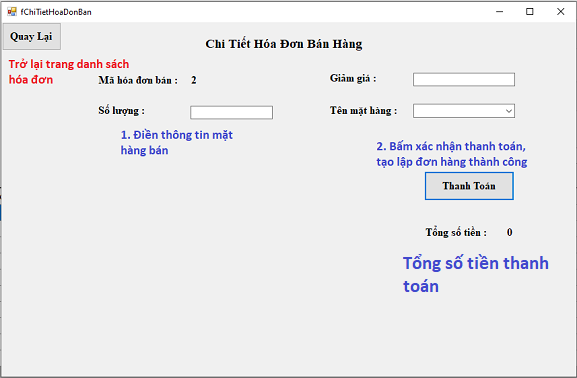 fChiTietHoaDonBan
Quay Lại
Chi Tiết Hóa Đơn Bán Hàng
Trở lại trang danh sách
hóa đơn
Mã hóa đơn bán : 2
Giảm giá :
Số lượng :
Tên mặt hàng :
1. Điền thông tin mặt
hàng bán
2. Bấm xác nhận thanh toán,
tạo lập đơn hàng thành công
Thanh Toán
Tổng số tiền : 0
Tổng số tiền thanh
toán